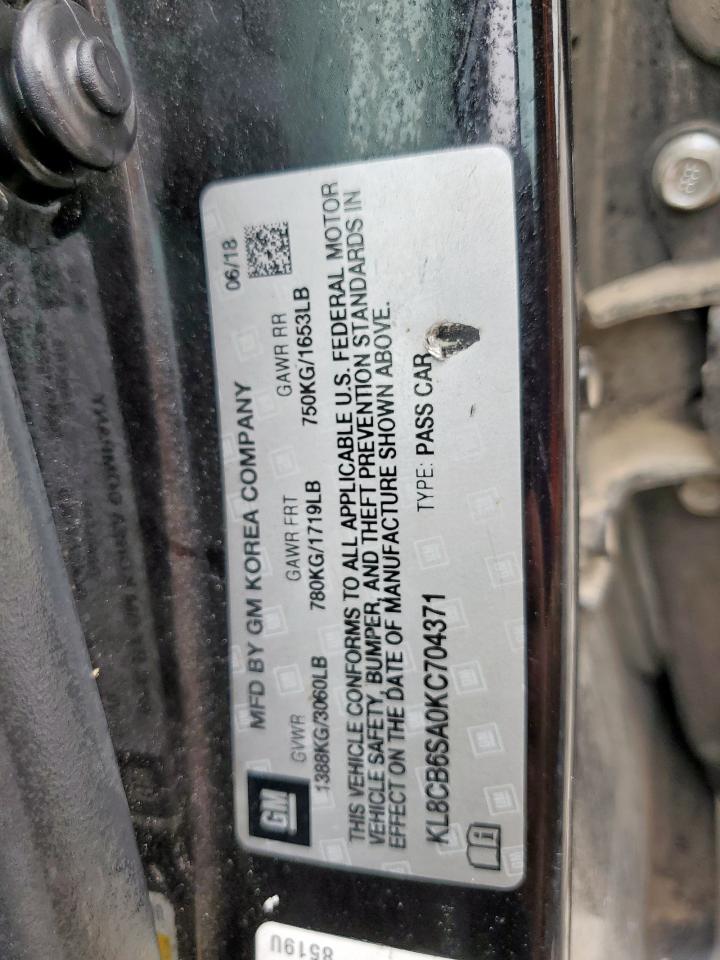 GM
MFD BY GM KOREA COMPANY 06/18
GVWR GAWR FRT GAWR RR
1388KG/3060LB 780KG/1719LB 750KG/1653LB
THIS VEHICLE CONFORMS TO ALL APPLICABLE U.S. FEDERAL MOTOR
VEHICLE SAFETY, BUMPER, AND THEFT PREVENTION STANDARDS IN
EFFECT ON THE DATE OF MANUFACTURE SHOWN ABOVE.
TYPE: PASS CAR
KL8CB6SA0KC704371
8519U